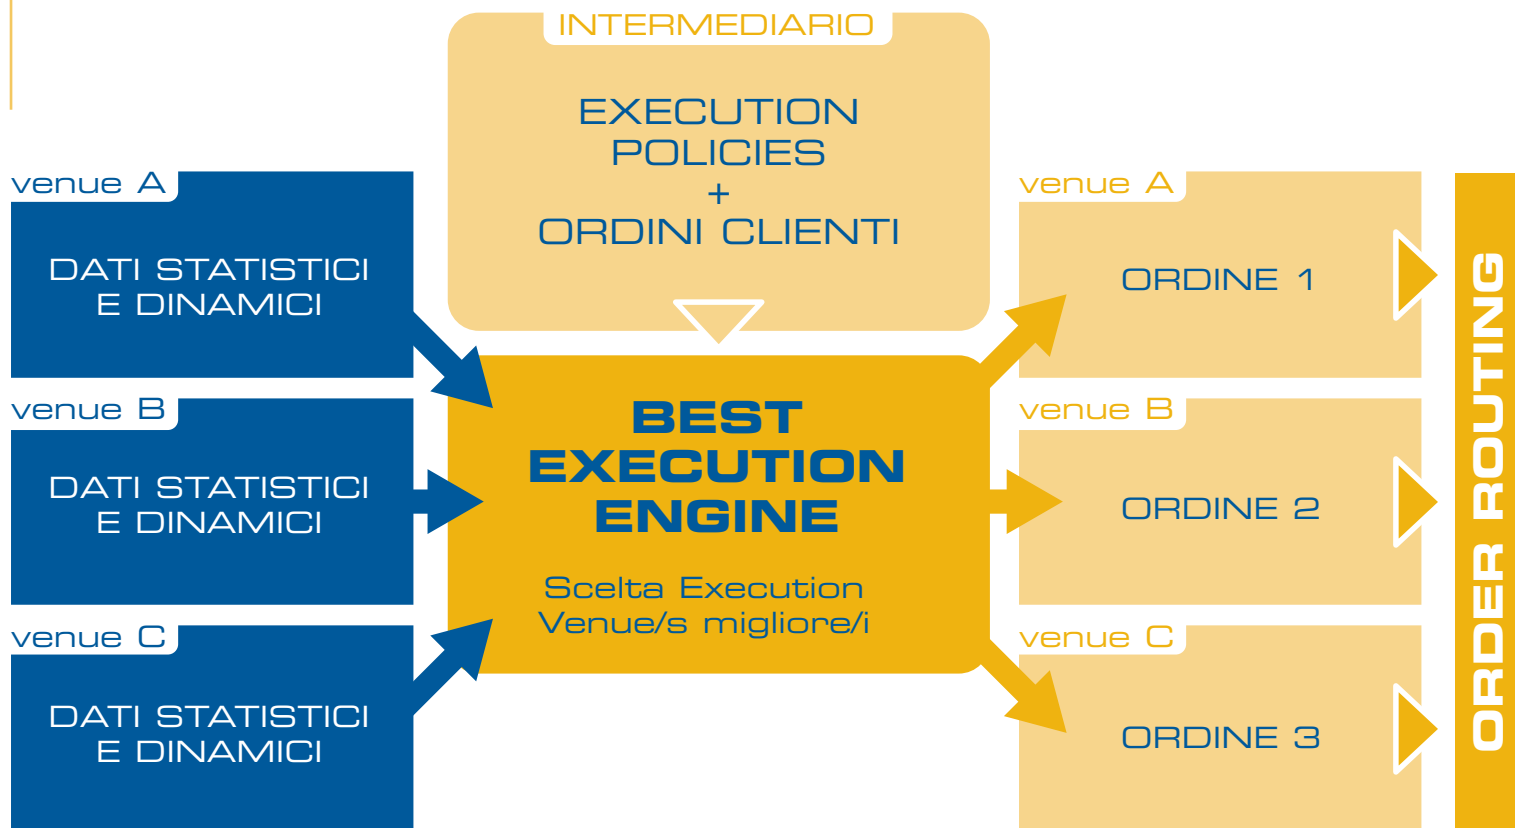 INTERMEDIARIO
EXECUTION
POLICIES
+
ORDINI CLIENTI
venue A
DATI STATISTICI
E DINAMICI
venue B
DATI STATISTICI
E DINAMICI
venue C
DATI STATISTICI
E DINAMICI
BEST
EXECUTION
ENGINE
Scelta Execution
Venue/s migliore/i
venue A
ORDINE 1
venue B
ORDINE 2
venue C
ORDINE 3
ORDER ROUTING